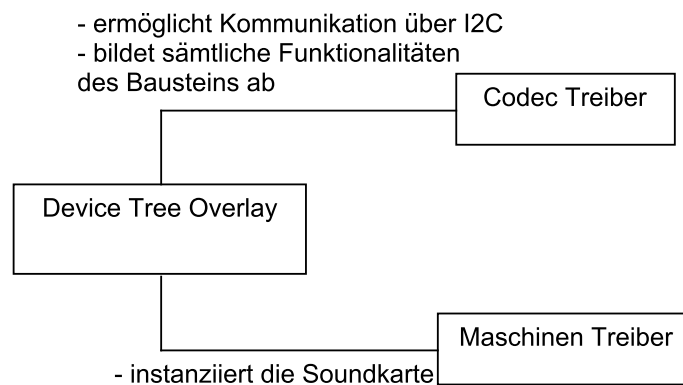 - ermöglicht Kommunikation über I2C
- bildet sämtliche Funktionalitäten
des Bausteins ab
Codec Treiber
Device Tree Overlay
Maschinen Treiber
- instanziiert die Soundkarte